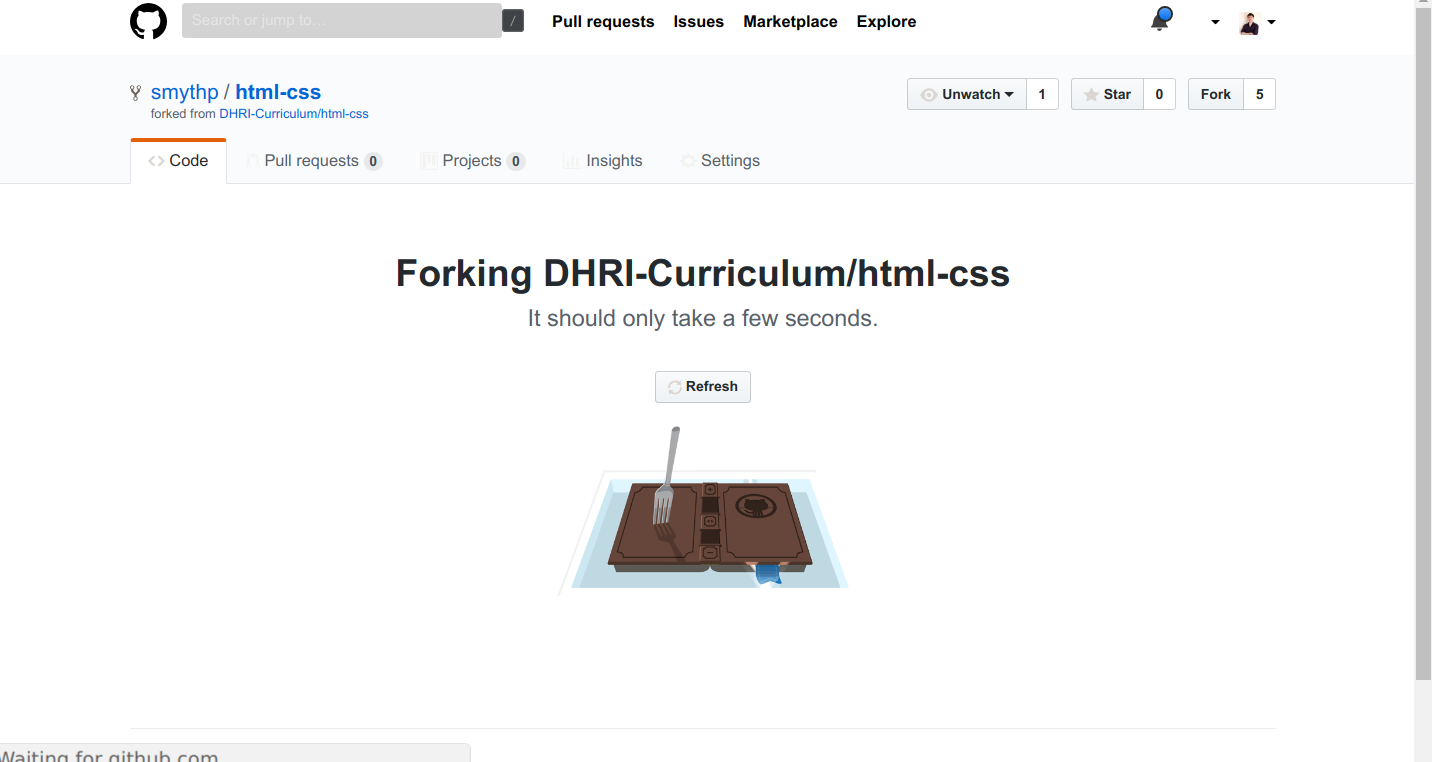 Search or jump to... / Pull requests Issues Marketplace Explore
smythp / html-css Unwatch 1 Star 0 Fork 5
forked from DHRI-Curriculum/html-css
<> Code Pull requests 0 Projects 0 Insights Settings
Forking DHRI-Curriculum/html-css
It should only take a few seconds.
Refresh
Waiting for github.com